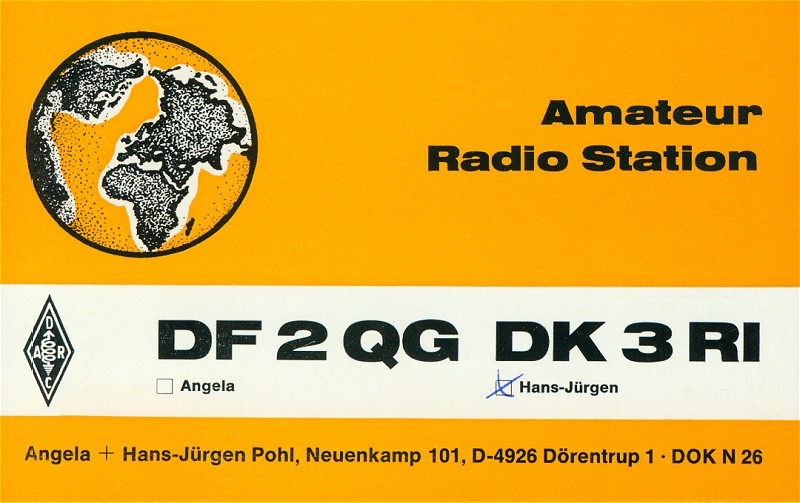 Amateur
Radio Station
D
A R
C
DF 2 QG DK 3 RI
Angela Hans-Jürgen
Angela + Hans-Jürgen Pohl, Neuenkamp 101, D-4926 Dörentrup 1 · DOK N 26